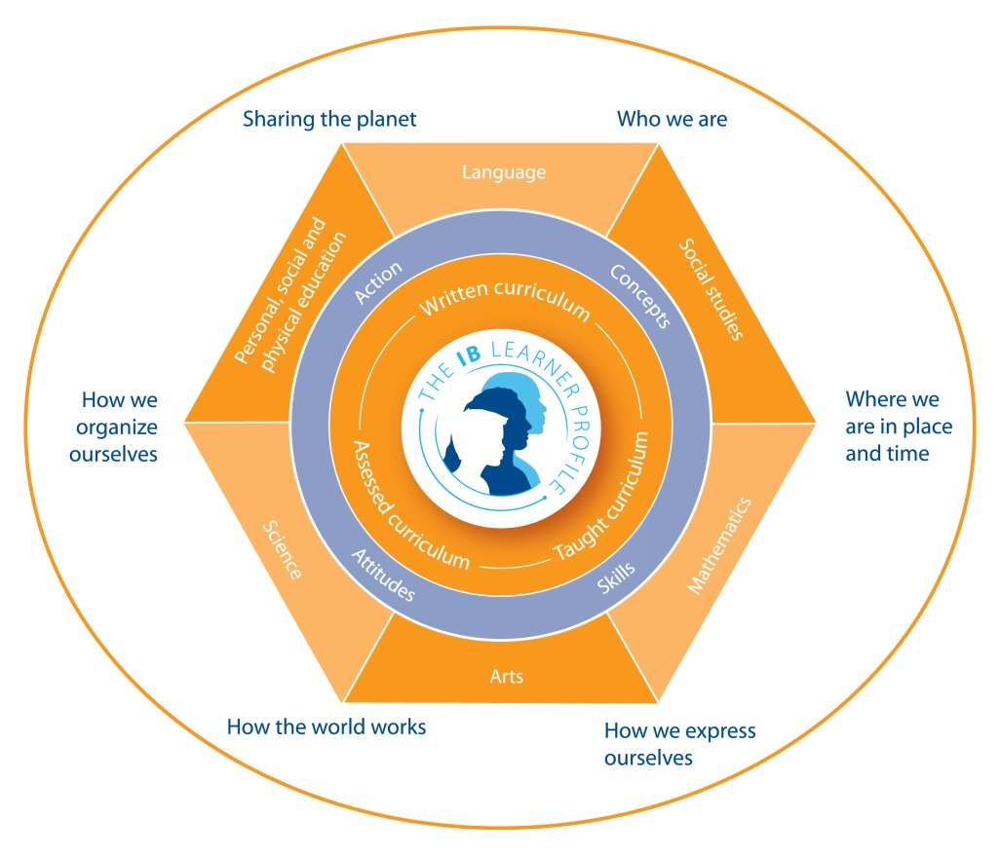 Sharing the planet
Who we are
Language
Personal, social and
physical education
Social studies
Action
Concepts
Written curriculum
THE IB LEARNER PROFILE
How we
organize
ourselves
Where we
are in place
and time
Assessed curriculum
Taught curriculum
Science
Mathematics
Attitudes
Skills
Arts
How the world works
How we express
ourselves